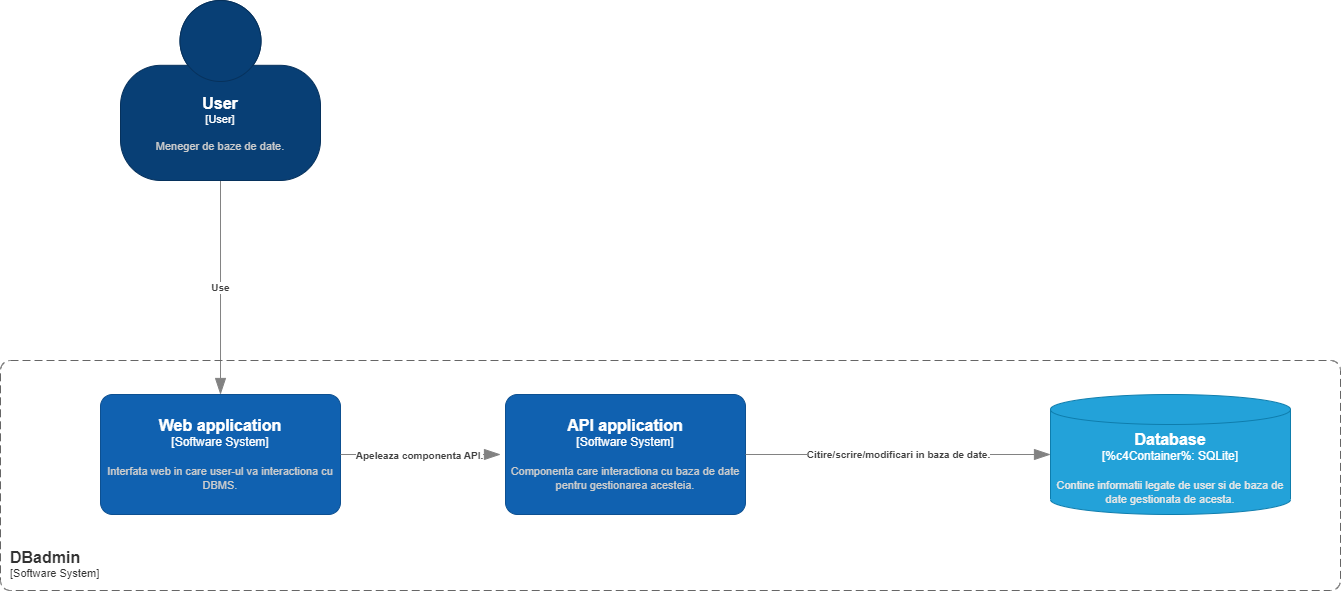 User
[User]
Meneger de baze de date.
Use
Web application
[Software System]
Interfata web in care user-ul va interactiona cu
DBMS.
Apeleaza componenta API.
API application
[Software System]
Componenta care interactiona cu baza de date
pentru gestionarea acesteia.
Citire/scrire/modificari in baza de date.
Database
[%c4Container%: SQLite]
Contine informatii legate de user si de baza de
date gestionata de acesta.
DBadmin
[Software System]